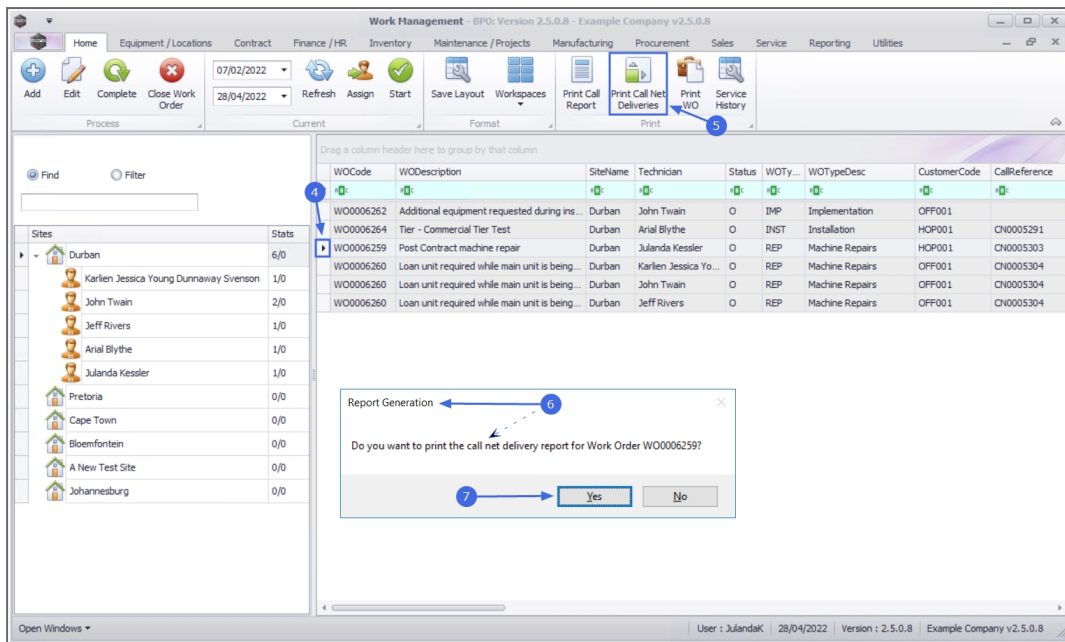 Work Management - BPO: Version 2.5.0.8 - Example Company v2.5.0.8
Home Equipment / Locations Contract Finance / HR Inventory Maintenance / Projects Manufacturing Procurement Sales Service Reporting Utilities
Add Edit Complete Close Work Order
Process
07/02/2022
28/04/2022
Refresh Assign Start
Current
Save Layout Workspaces
Format
Print Call Report Print Call Net Deliveries Print WO Service History
Print
5
Find Filter
Sites Stats
Durban 6/0
Karlien Jessica Young Dunnaway Svenson 1/0
John Twain 2/0
Jeff Rivers 1/0
Arial Blythe 1/0
Julanda Kessler 1/0
Pretoria 0/0
Cape Town 0/0
Bloemfontein 0/0
A New Test Site 0/0
Johannesburg 0/0
Drag a column header here to group by that column
WOCode WODescription SiteName Technician Status WOTy... WOTypeDesc CustomerCode CallReference
4
WO0006262 Additional equipment requested during ins... Durban John Twain O IMP Implementation OFF001
WO0006264 Tier - Commercial Tier Test Durban Arial Blythe O INST Installation HOP001 CN0005291
WO0006259 Post Contract machine repair Durban Julanda Kessler O REP Machine Repairs HOP001 CN0005303
WO0006260 Loan unit required while main unit is being... Durban Karlien Jessica Yo... O REP Machine Repairs OFF001 CN0005304
WO0006260 Loan unit required while main unit is being... Durban John Twain O REP Machine Repairs OFF001 CN0005304
WO0006260 Loan unit required while main unit is being... Durban Jeff Rivers O REP Machine Repairs OFF001 CN0005304
Report Generation 6
Do you want to print the call net delivery report for Work Order WO0006259?
7 Yes No
Open Windows User : JulandaK 28/04/2022 Version : 2.5.0.8 Example Company v2.5.0.8